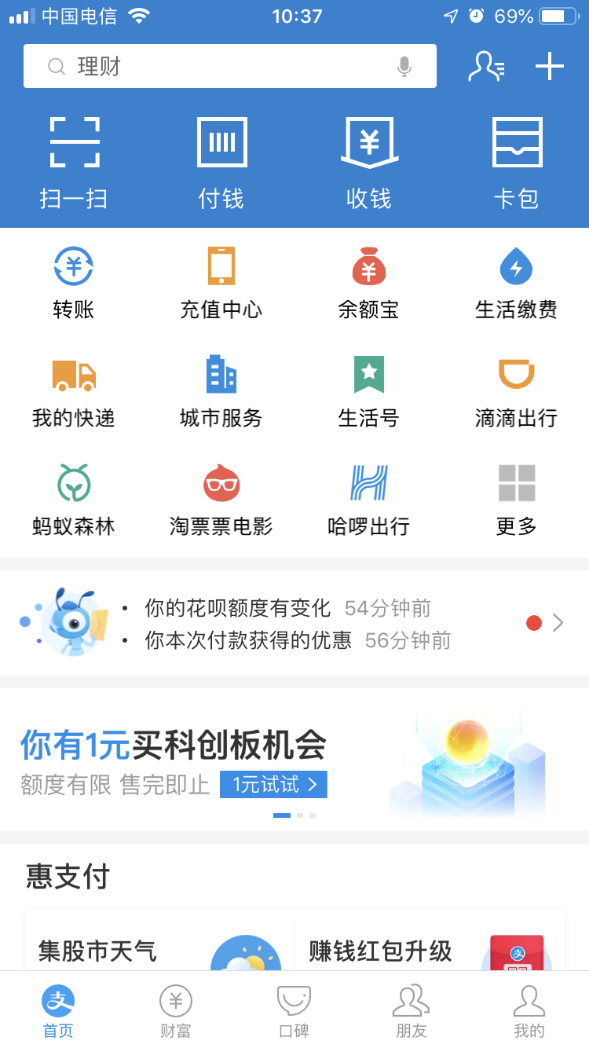 中国电信 10:37 69%
理财
扫一扫 付钱 收钱 卡包
转账 充值中心 余额宝 生活缴费
我的快递 城市服务 生活号 滴滴出行
蚂蚁森林 淘票票电影 哈啰出行 更多
• 你的花呗额度有变化 54分钟前
• 你本次付款获得的优惠 56分钟前
你有1元买科创板机会
额度有限 售完即止 1元试试 >
惠支付
集股市天气 赚钱红包升级
支
首页 财富 口碑 朋友 我的